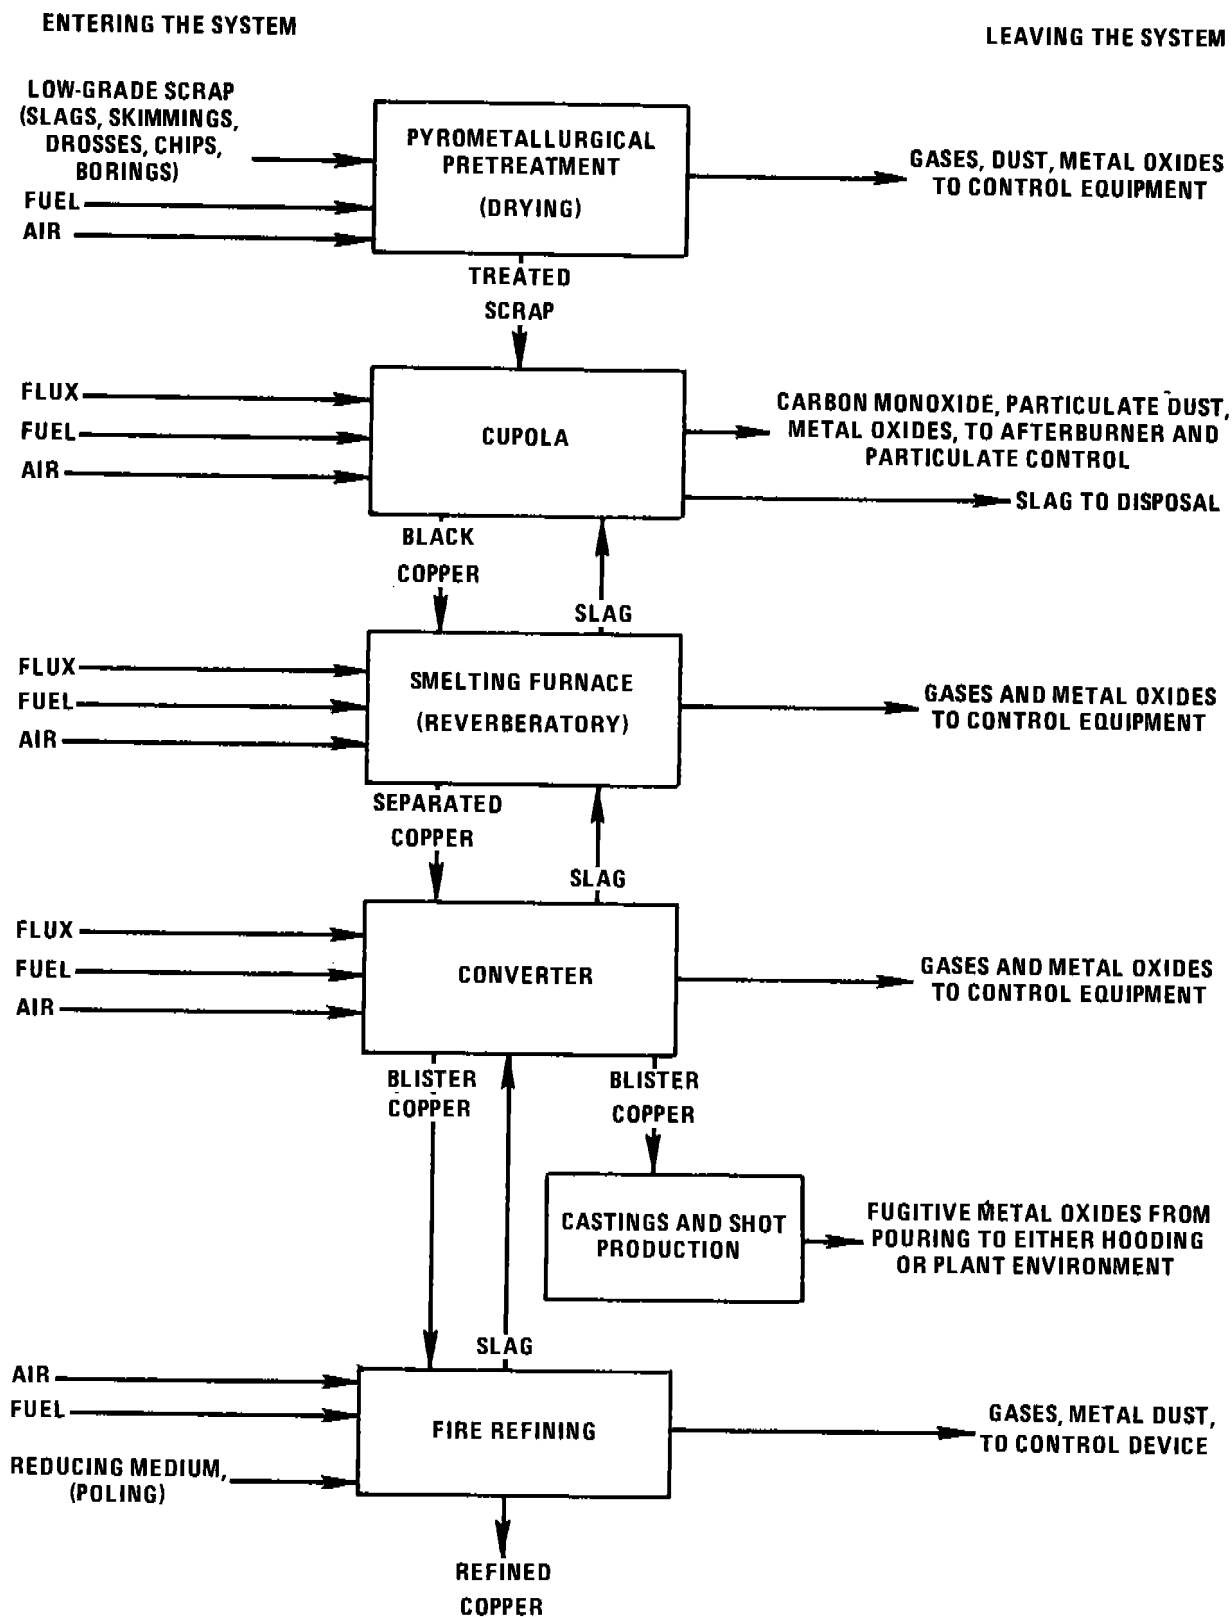 ENTERING THE SYSTEM
LEAVING THE SYSTEM
LOW-GRADE SCRAP
(SLAGS, SKIMMINGS,
DROSSES, CHIPS,
BORINGS)
FUEL
AIR
PYROMETALLURGICAL
PRETREATMENT
(DRYING)
GASES, DUST, METAL OXIDES
TO CONTROL EQUIPMENT
TREATED
SCRAP
FLUX
FUEL
AIR
CUPOLA
CARBON MONOXIDE, PARTICULATE DUST,
METAL OXIDES, TO AFTERBURNER AND
PARTICULATE CONTROL
SLAG TO DISPOSAL
BLACK
COPPER
SLAG
FLUX
FUEL
AIR
SMELTING FURNACE
(REVERBERATORY)
GASES AND METAL OXIDES
TO CONTROL EQUIPMENT
SEPARATED
COPPER
SLAG
FLUX
FUEL
AIR
CONVERTER
GASES AND METAL OXIDES
TO CONTROL EQUIPMENT
BLISTER
COPPER
BLISTER
COPPER
CASTINGS AND SHOT
PRODUCTION
FUGITIVE METAL OXIDES FROM
POURING TO EITHER HOODING
OR PLANT ENVIRONMENT
SLAG
AIR
FUEL
REDUCING MEDIUM,
(POLING)
FIRE REFINING
GASES, METAL DUST,
TO CONTROL DEVICE
REFINED
COPPER